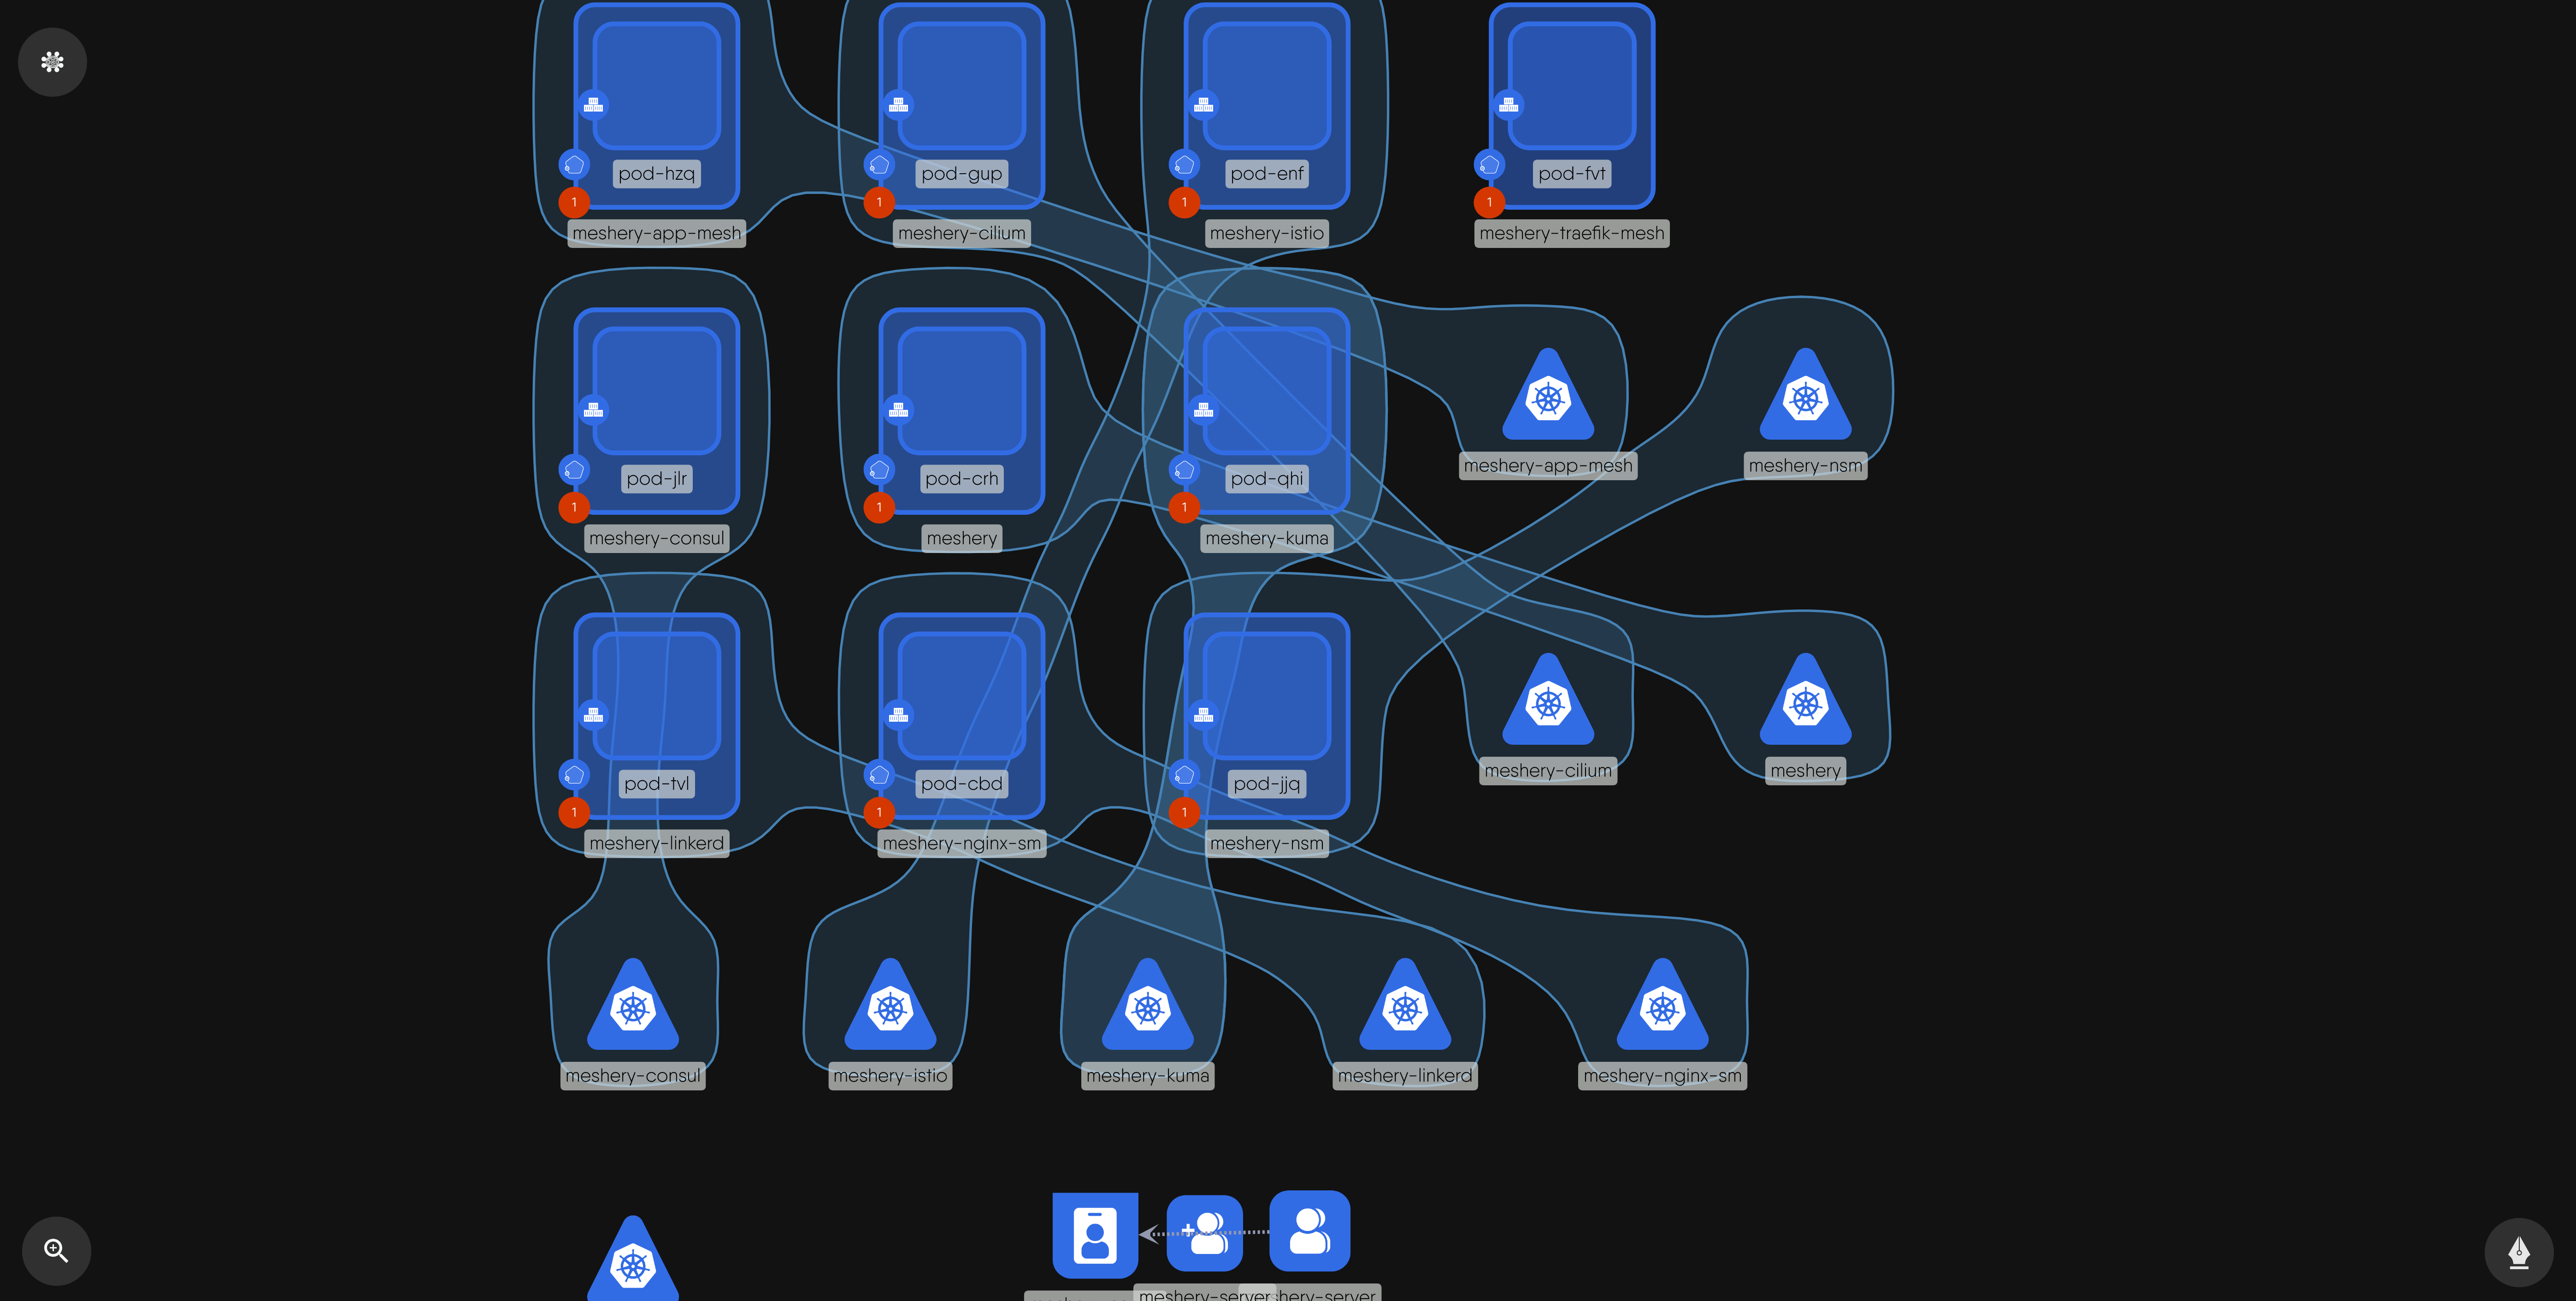 pod-hzq
pod-gup
pod-enf
pod-fvt
1
1
1
1
meshery-app-mesh
meshery-cilium
meshery-istio
meshery-traefik-mesh
pod-jlr
pod-crh
pod-qhi
meshery-app-mesh
meshery-nsm
1
1
1
meshery-consul
meshery
meshery-kuma
pod-tvl
pod-cbd
pod-jjq
meshery-cilium
meshery
1
1
1
meshery-linkerd
meshery-nginx-sm
meshery-nsm
meshery-consul
meshery-istio
meshery-kuma
meshery-linkerd
meshery-nginx-sm
meshery-server